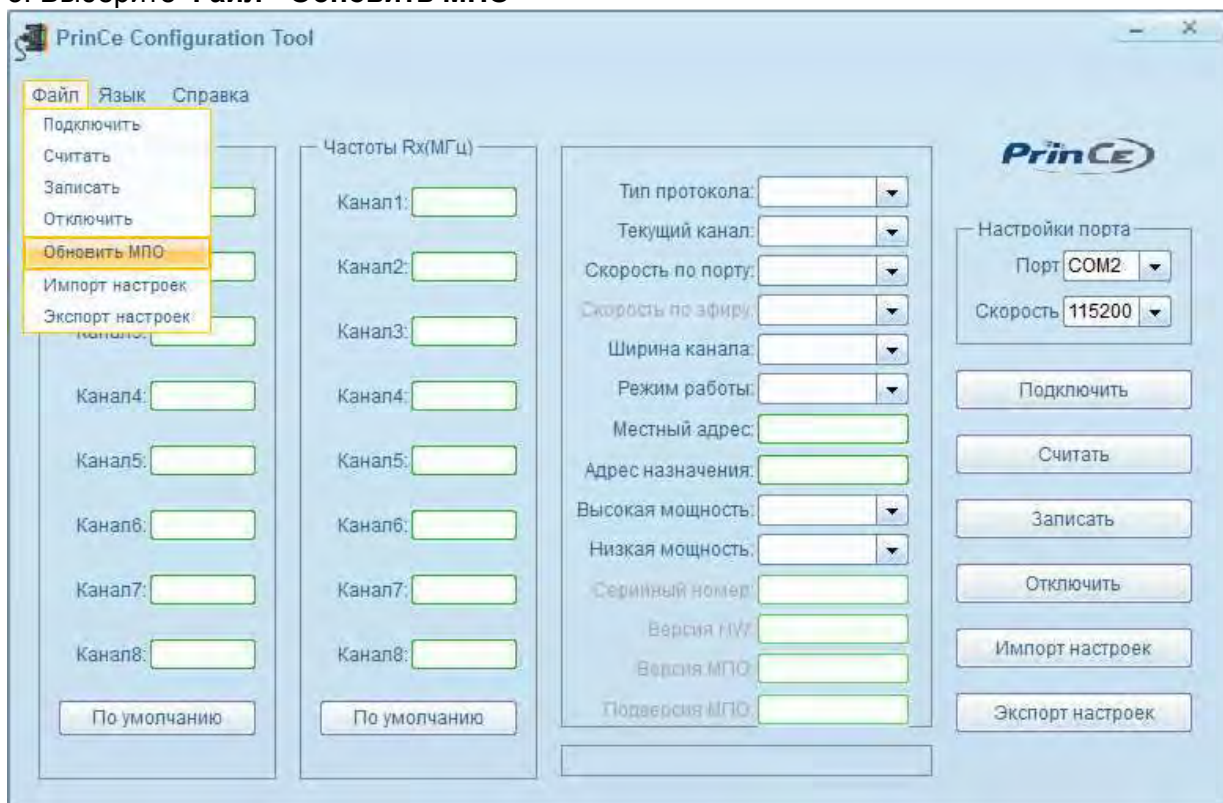 PrinCe Configuration Tool
Файл Язык Справка
Подключить
Считать
Записать
Отключить
Обновить МПО
Импорт настроек
Экспорт настроек
Канал4:
Канал5:
Канал6:
Канал7:
Канал8:
По умолчанию
Частоты Rx(МГц)
Канал1:
Канал2:
Канал3:
Канал4:
Канал5:
Канал6:
Канал7:
Канал8:
По умолчанию
Тип протокола:
Текущий канал:
Скорость по порту:
Скорость по эфиру:
Ширина канала:
Режим работы:
Местный адрес:
Адрес назначения:
Высокая мощность:
Низкая мощность:
Серийный номер:
Версия HW:
Версия МПО:
Подверсия МПО:
PrinCE
Настройки порта
Порт COM2
Скорость 115200
Подключить
Считать
Записать
Отключить
Импорт настроек
Экспорт настроек